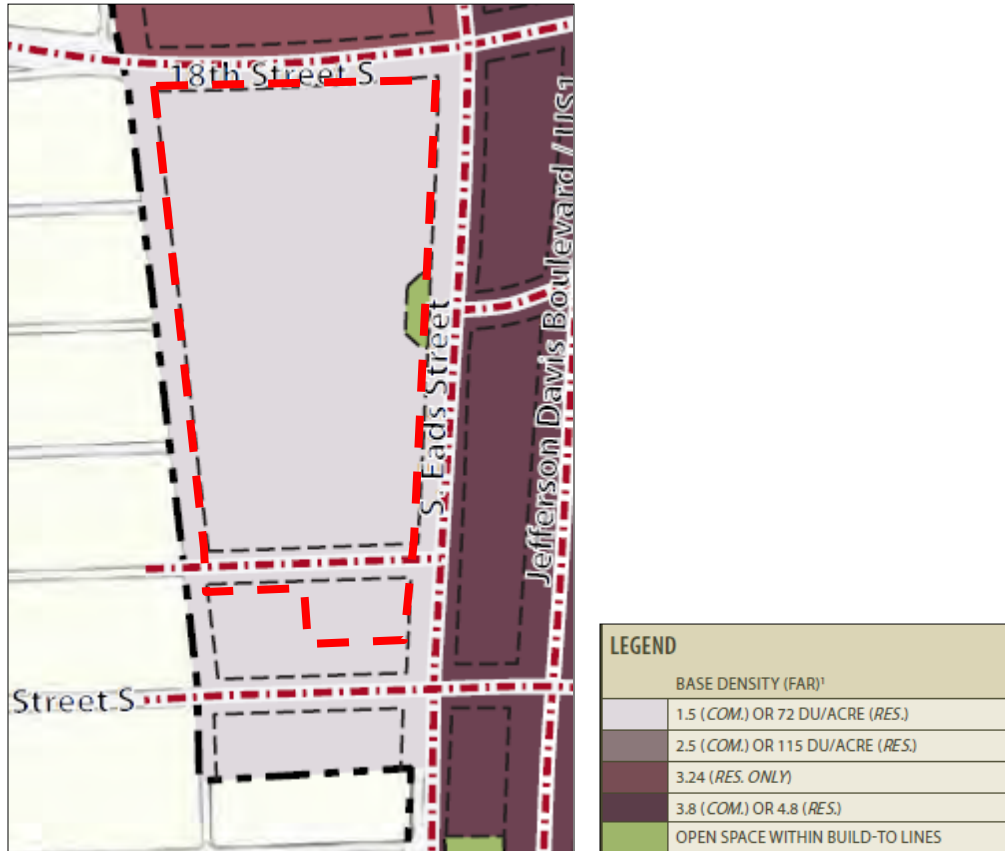 18th Street S
S. Eads Street
Jefferson Davis Boulevard / US1
Street S
LEGEND
BASE DENSITY (FAR)¹
1.5 (COM.) OR 72 DU/ACRE (RES.)
2.5 (COM.) OR 115 DU/ACRE (RES.)
3.24 (RES. ONLY)
3.8 (COM.) OR 4.8 (RES.)
OPEN SPACE WITHIN BUILD-TO LINES